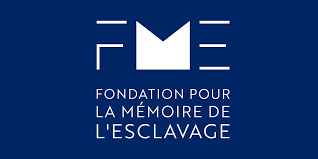 FME
FONDATION POUR
LA MÉMOIRE DE
L'ESCLAVAGE